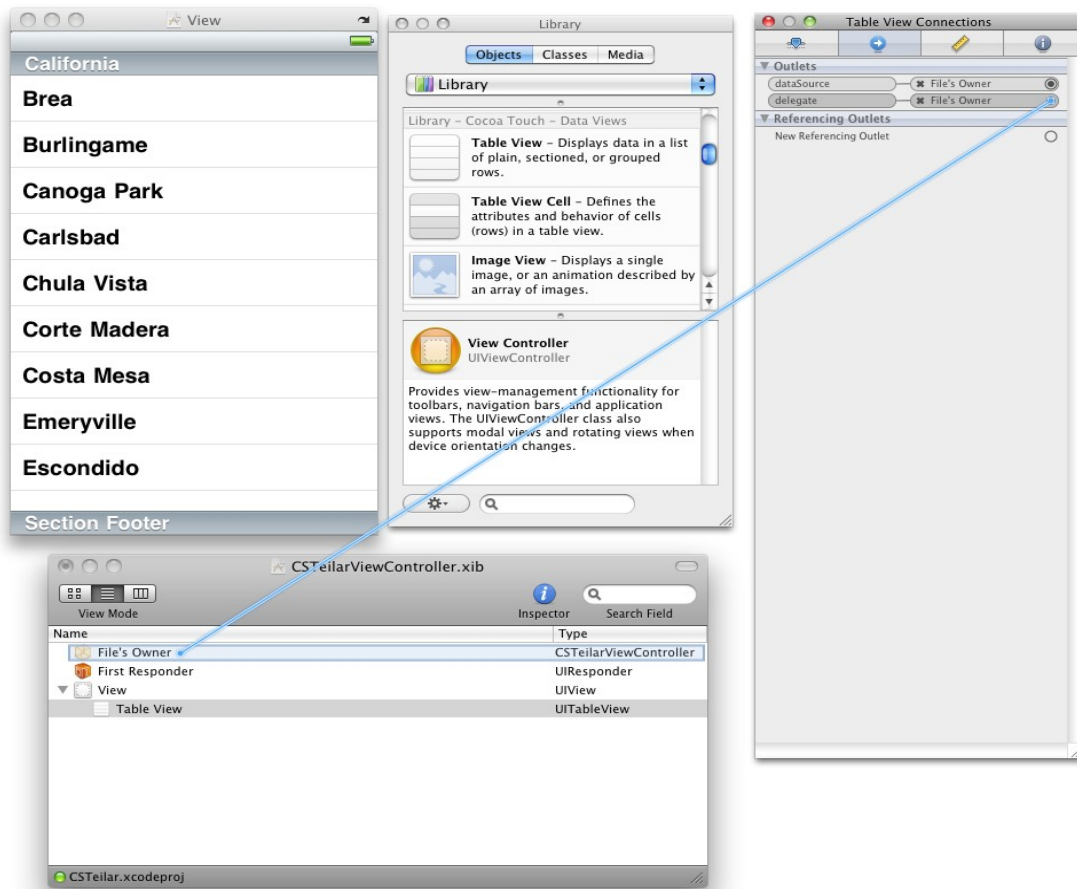 View
California
Brea
Burlingame
Canoga Park
Carlsbad
Chula Vista
Corte Madera
Costa Mesa
Emeryville
Escondido
Section Footer
Library
Objects Classes Media
Library
Library – Cocoa Touch – Data Views
Table View – Displays data in a list
of plain, sectioned, or grouped
rows.
Table View Cell – Defines the
attributes and behavior of cells
(rows) in a table view.
Image View – Displays a single
image, or an animation described by
an array of images.
View Controller
UIViewController
Provides view-management functionality for
toolbars, navigation bars, and application
views. The UIViewController class also
supports modal views and rotating views when
device orientation changes.
Table View Connections
Outlets
dataSource File's Owner
delegate File's Owner
Referencing Outlets
New Referencing Outlet
CSTeilarViewController.xib
View Mode Inspector Search Field
Name Type
File's Owner CSTeilarViewController
First Responder UIResponder
View UIView
Table View UITableView
CSTeilar.xcodeproj